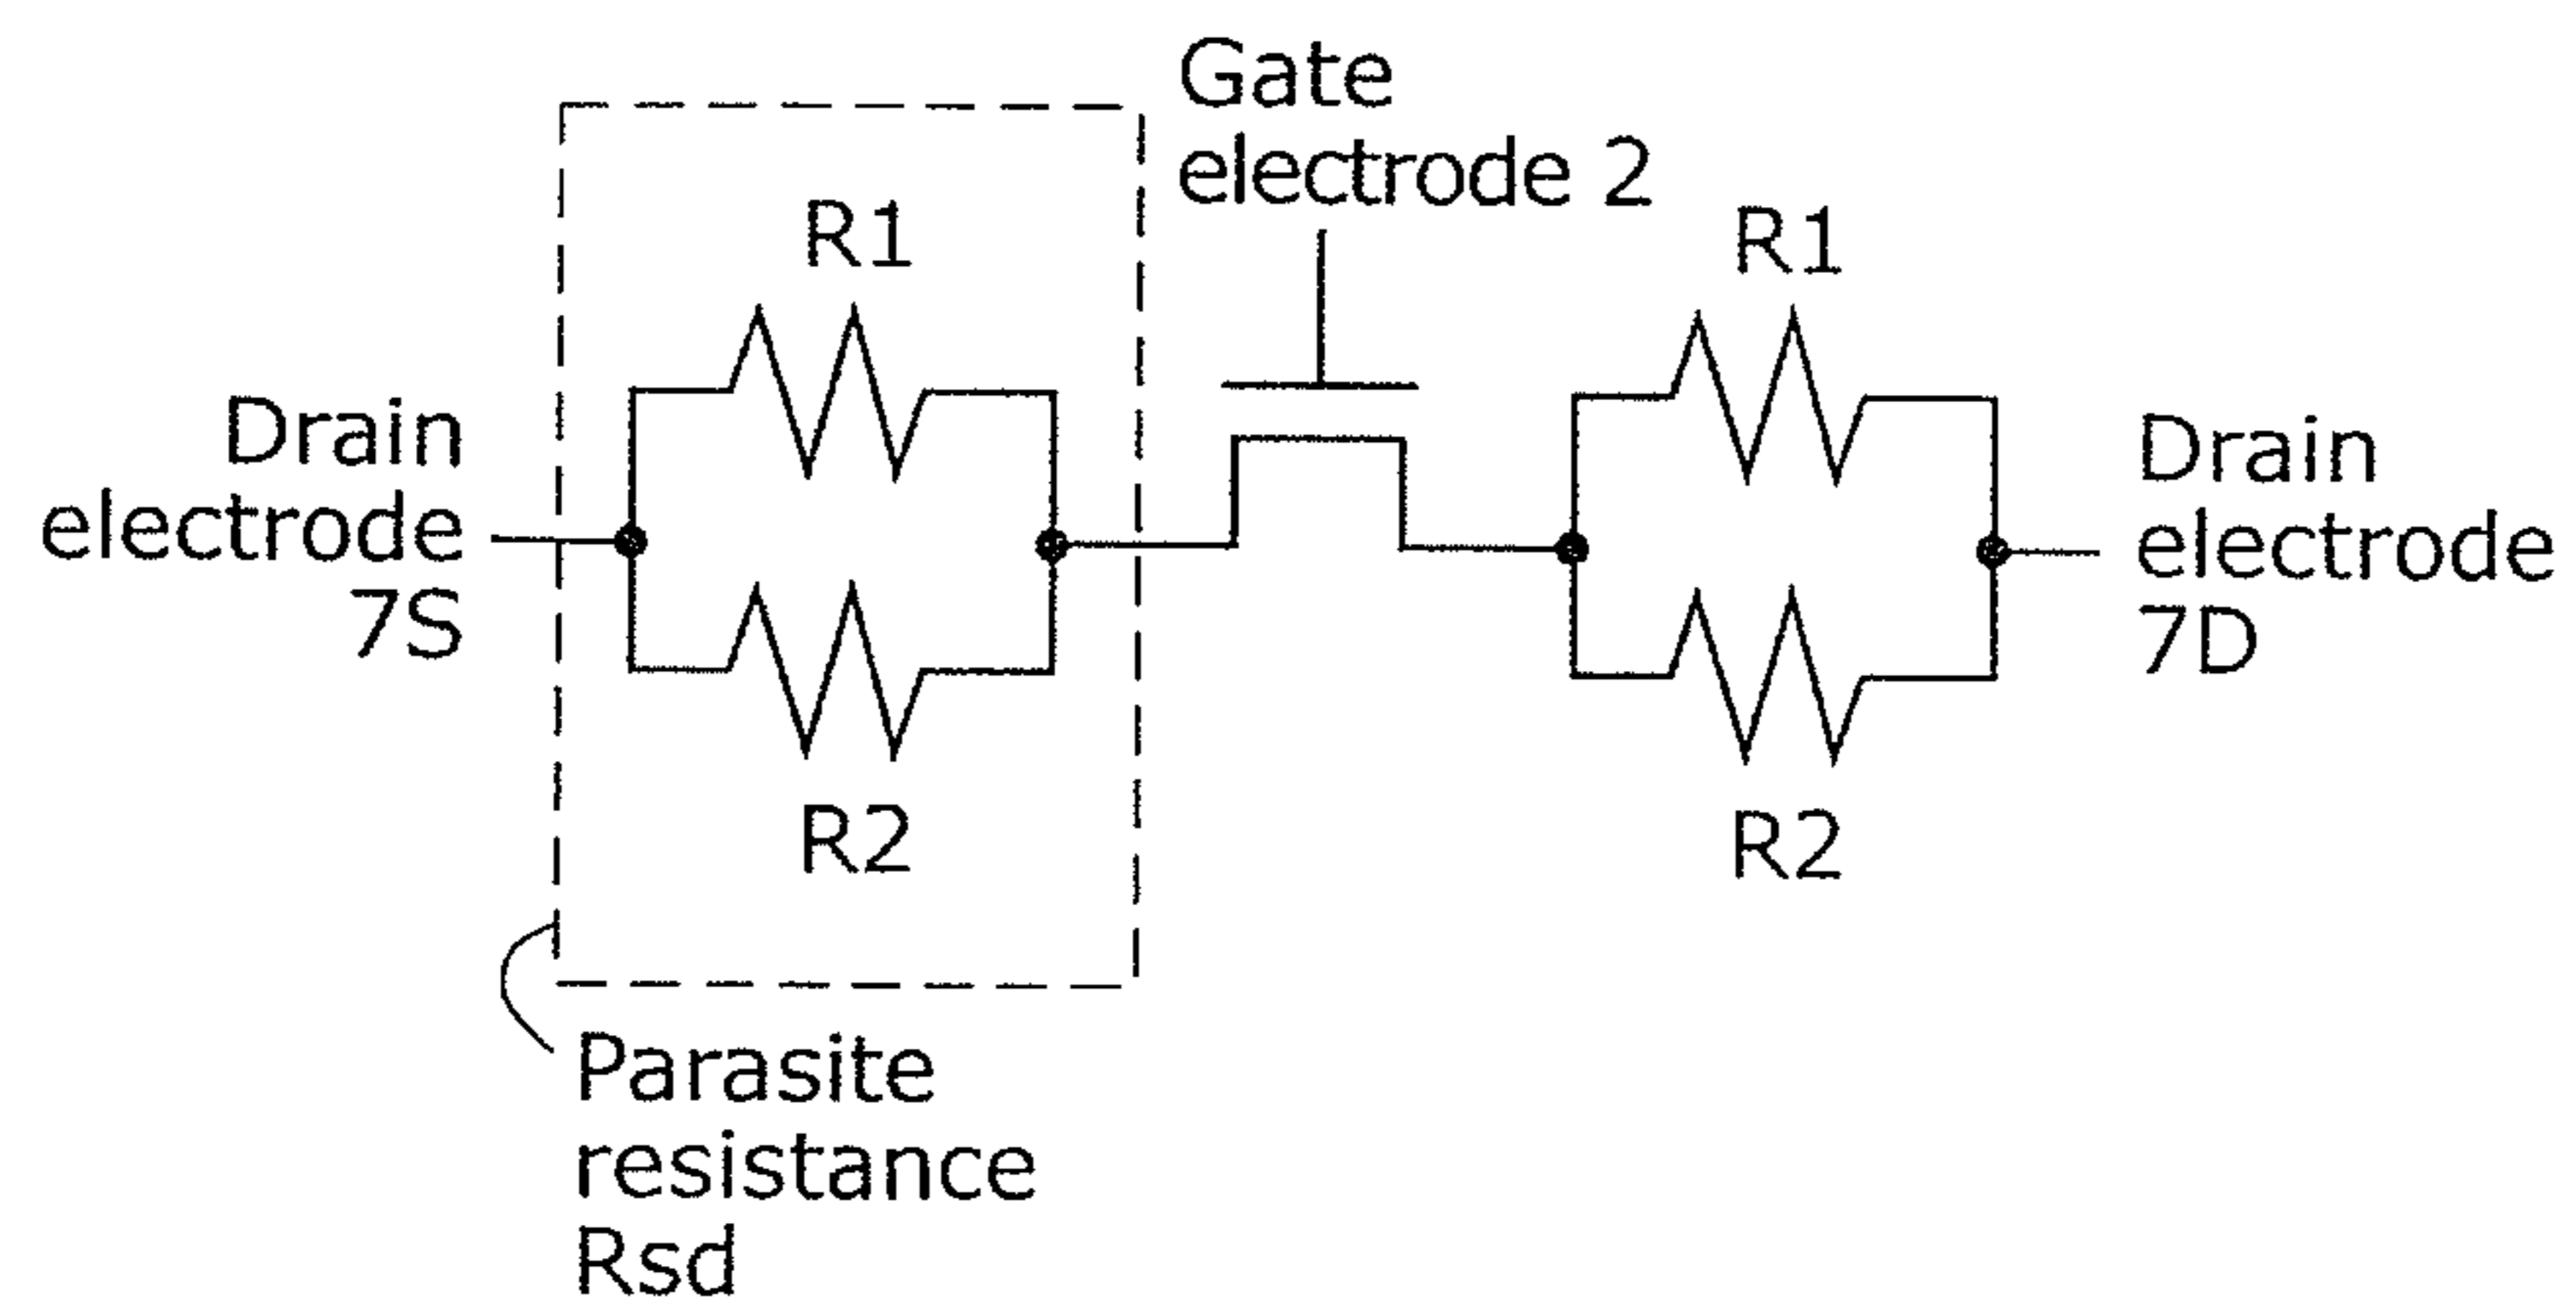 Gate
electrode 2
R1
R1
Drain
electrode
7S
Drain
electrode
7D
R2
R2
Parasite
resistance
Rsd